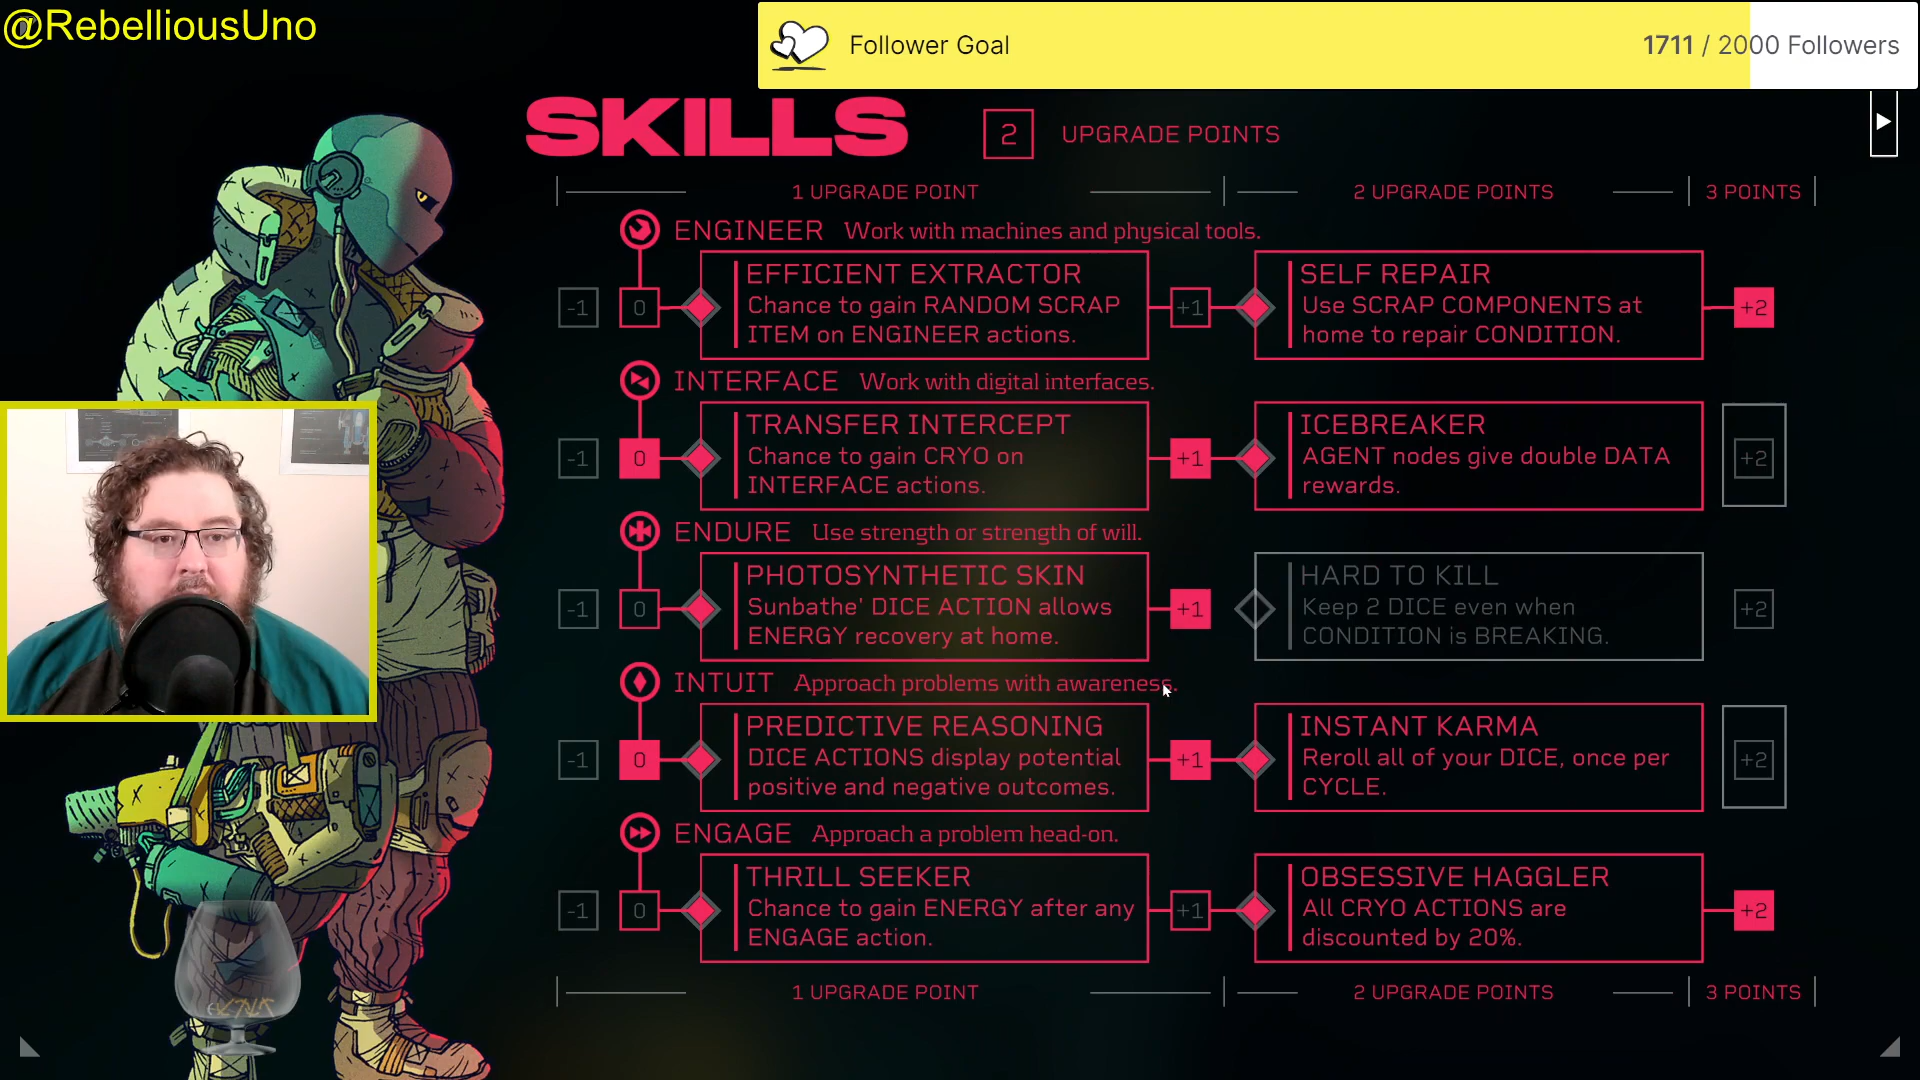 @RebelliousUno
Follower Goal
1711 / 2000 Followers
SKILLS
2 UPGRADE POINTS
1 UPGRADE POINT 2 UPGRADE POINTS 3 POINTS
ENGINEER Work with machines and physical tools.
-1 0 +1 +2
EFFICIENT EXTRACTOR
Chance to gain RANDOM SCRAP
ITEM on ENGINEER actions.
SELF REPAIR
Use SCRAP COMPONENTS at
home to repair CONDITION.
INTERFACE Work with digital interfaces.
-1 0 +1 +2
TRANSFER INTERCEPT
Chance to gain CRYO on
INTERFACE actions.
ICEBREAKER
AGENT nodes give double DATA
rewards.
ENDURE Use strength or strength of will.
-1 0 +1 +2
PHOTOSYNTHETIC SKIN
Sunbathe' DICE ACTION allows
ENERGY recovery at home.
HARD TO KILL
Keep 2 DICE even when
CONDITION is BREAKING.
INTUIT Approach problems with awareness.
-1 0 +1 +2
PREDICTIVE REASONING
DICE ACTIONS display potential
positive and negative outcomes.
INSTANT KARMA
Reroll all of your DICE, once per
CYCLE.
ENGAGE Approach a problem head-on.
-1 0 +1 +2
THRILL SEEKER
Chance to gain ENERGY after any
ENGAGE action.
OBSESSIVE HAGGLER
All CRYO ACTIONS are
discounted by 20%.
1 UPGRADE POINT 2 UPGRADE POINTS 3 POINTS